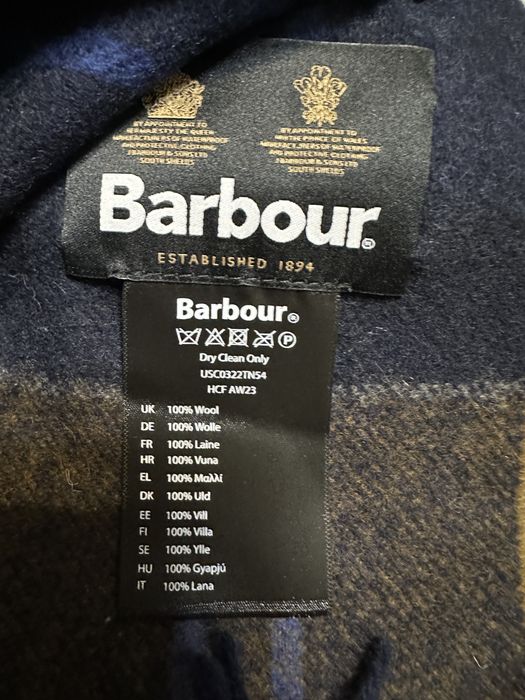 BY APPOINTMENT TO
HER MAJESTY THE QUEEN
MANUFACTURERS OF WATERPROOF
AND PROTECTIVE CLOTHING
J BARBOUR & SONS LTD
SOUTH SHIELDS
BY APPOINTMENT TO
HRH THE PRINCE OF WALES
MANUFACTURERS OF WATERPROOF
AND PROTECTIVE CLOTHING
J BARBOUR & SONS LTD
SOUTH SHIELDS
Barbour®
ESTABLISHED 1894
Barbour®
P
Dry Clean Only
USC0322TN54
HCF AW23
UK 100% Wool
DE 100% Wolle
FR 100% Laine
HR 100% Vuna
EL 100% Μαλλί
DK 100% Uld
EE 100% Vill
FI 100% Villa
SE 100% Ylle
HU 100% Gyapjú
IT 100% Lana